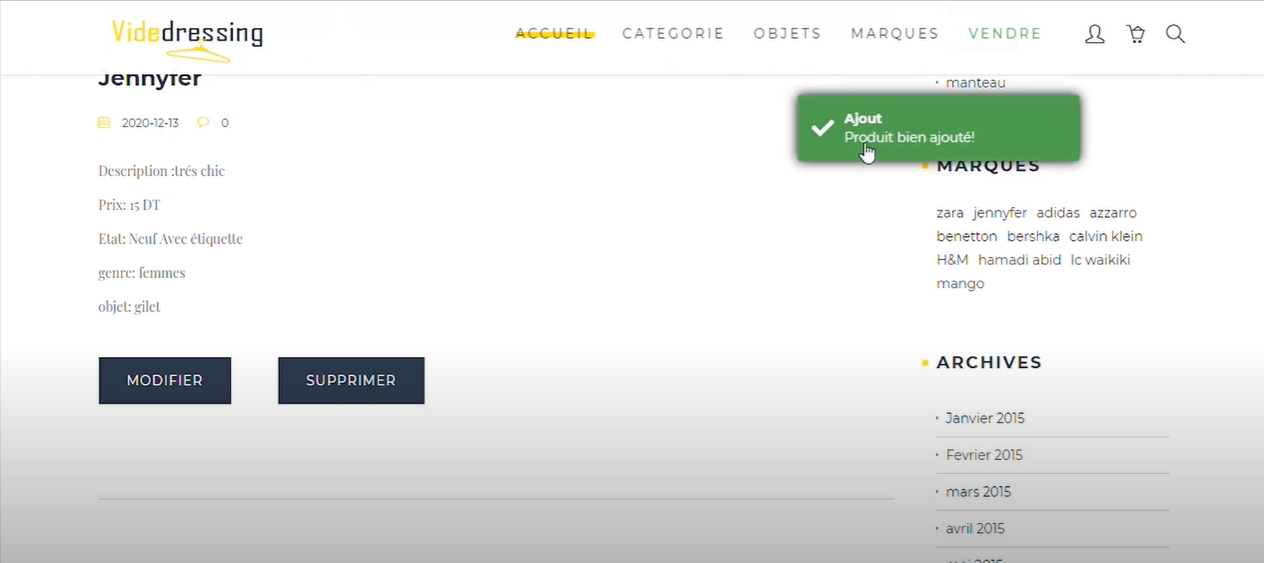 Videdressing
ACCUEIL CATEGORIE OBJETS MARQUES VENDRE
Jennyfer
2020-12-13 0
Description :trés chic
Prix: 15 DT
Etat: Neuf Avec étiquette
genre: femmes
objet: gilet
MODIFIER SUPPRIMER
manteau
Ajout
Produit bien ajouté!
MARQUES
zara jennyfer adidas azzarro
benetton bershka calvin klein
H&M hamadi abid lc waikiki
mango
ARCHIVES
Janvier 2015
Fevrier 2015
mars 2015
avril 2015